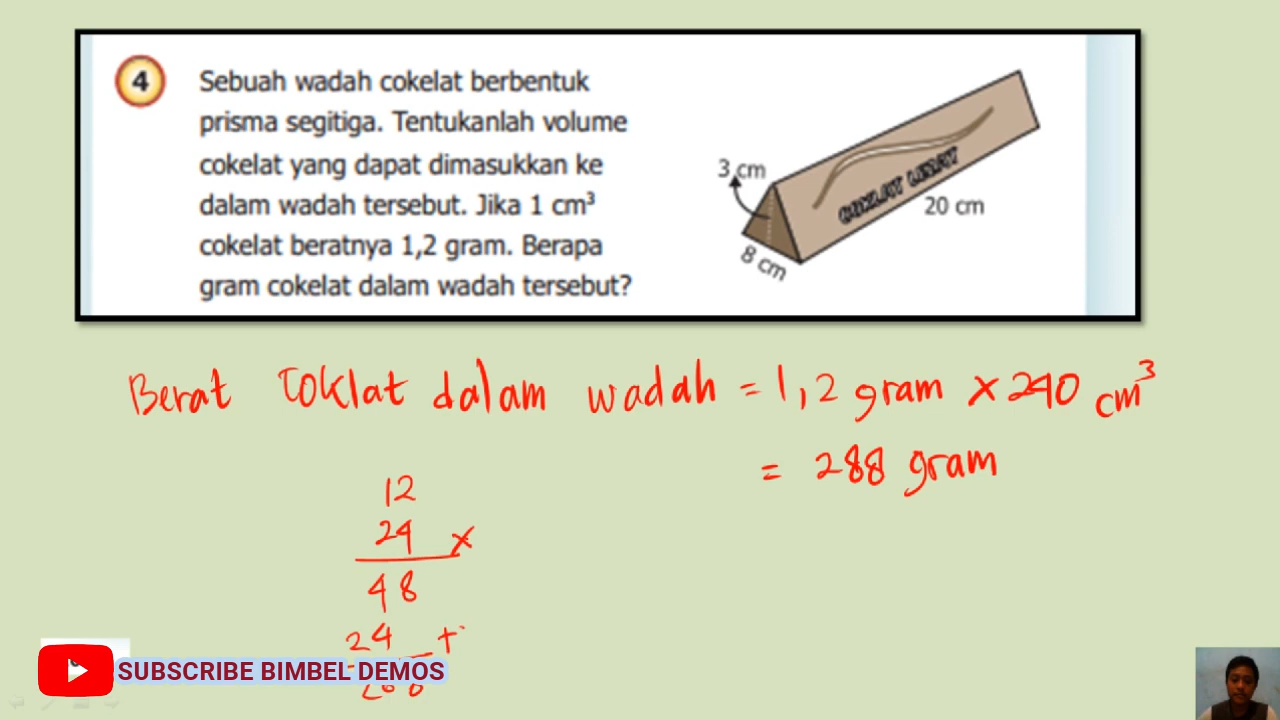 4
Sebuah wadah cokelat berbentuk
prisma segitiga. Tentukanlah volume
cokelat yang dapat dimasukkan ke
dalam wadah tersebut. Jika 1 cm³
cokelat beratnya 1,2 gram. Berapa
gram cokelat dalam wadah tersebut?
3 cm
COKLAT LEZAT
20 cm
8 cm
Berat Coklat dalam wadah = 1,2 gram × 240 cm³
= 288 gram
12
24 ×
48
24 +
SUBSCRIBE BIMBEL DEMOS